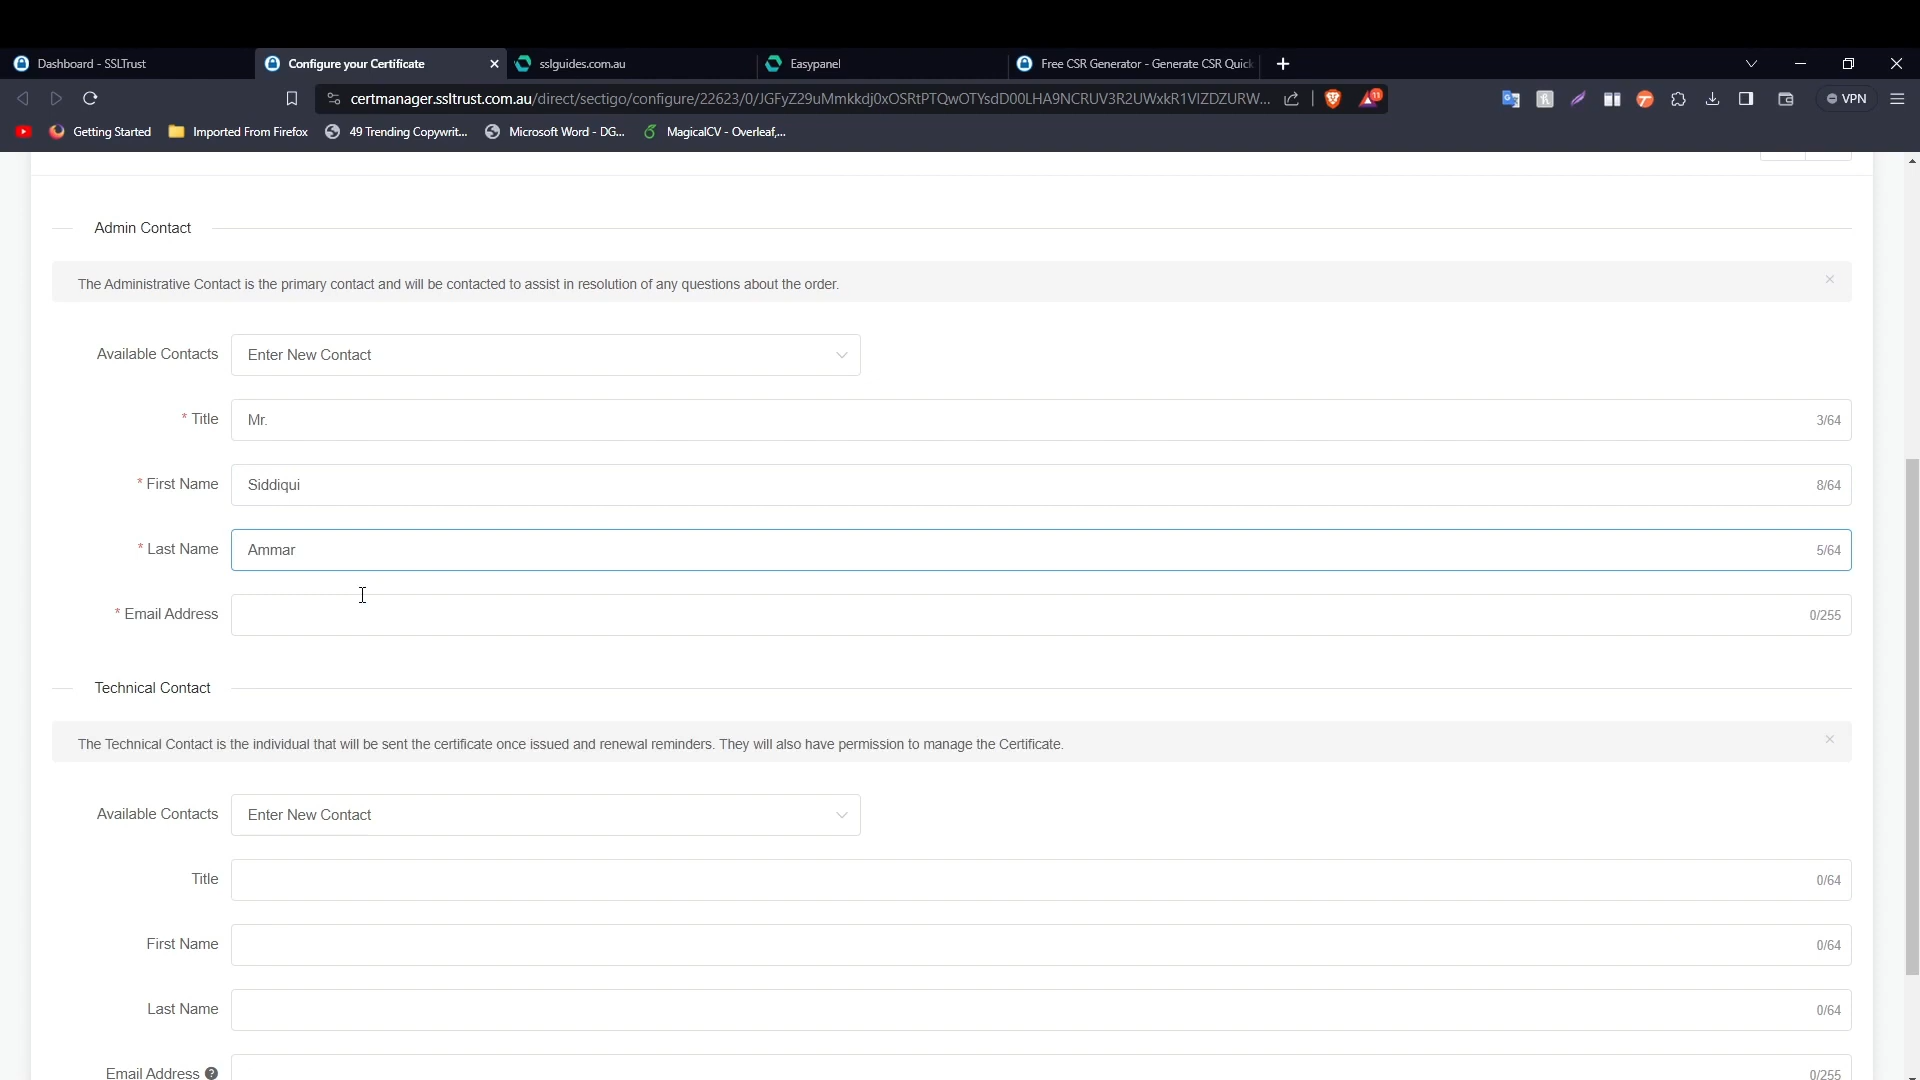 Dashboard - SSLTrust
Configure your Certificate
sslguides.com.au
Easypanel
Free CSR Generator - Generate CSR Quick
certmanager.ssltrust.com.au/direct/sectigo/configure/22623/0/JGFyZ29uMmkkdj0xOSRtPTQwOTYsdD00LHA9NCRUV3R2UWxkR1VIZDZURW...
11
VPN
Getting Started
Imported From Firefox
49 Trending Copywrit...
Microsoft Word - DG...
MagicalCV - Overleaf,...
Admin Contact
The Administrative Contact is the primary contact and will be contacted to assist in resolution of any questions about the order.
Available Contacts Enter New Contact
* Title Mr. 3/64
* First Name Siddiqui 8/64
* Last Name Ammar 5/64
* Email Address 0/255
Technical Contact
The Technical Contact is the individual that will be sent the certificate once issued and renewal reminders. They will also have permission to manage the Certificate.
Available Contacts Enter New Contact
Title 0/64
First Name 0/64
Last Name 0/64
Email Address ? 0/255